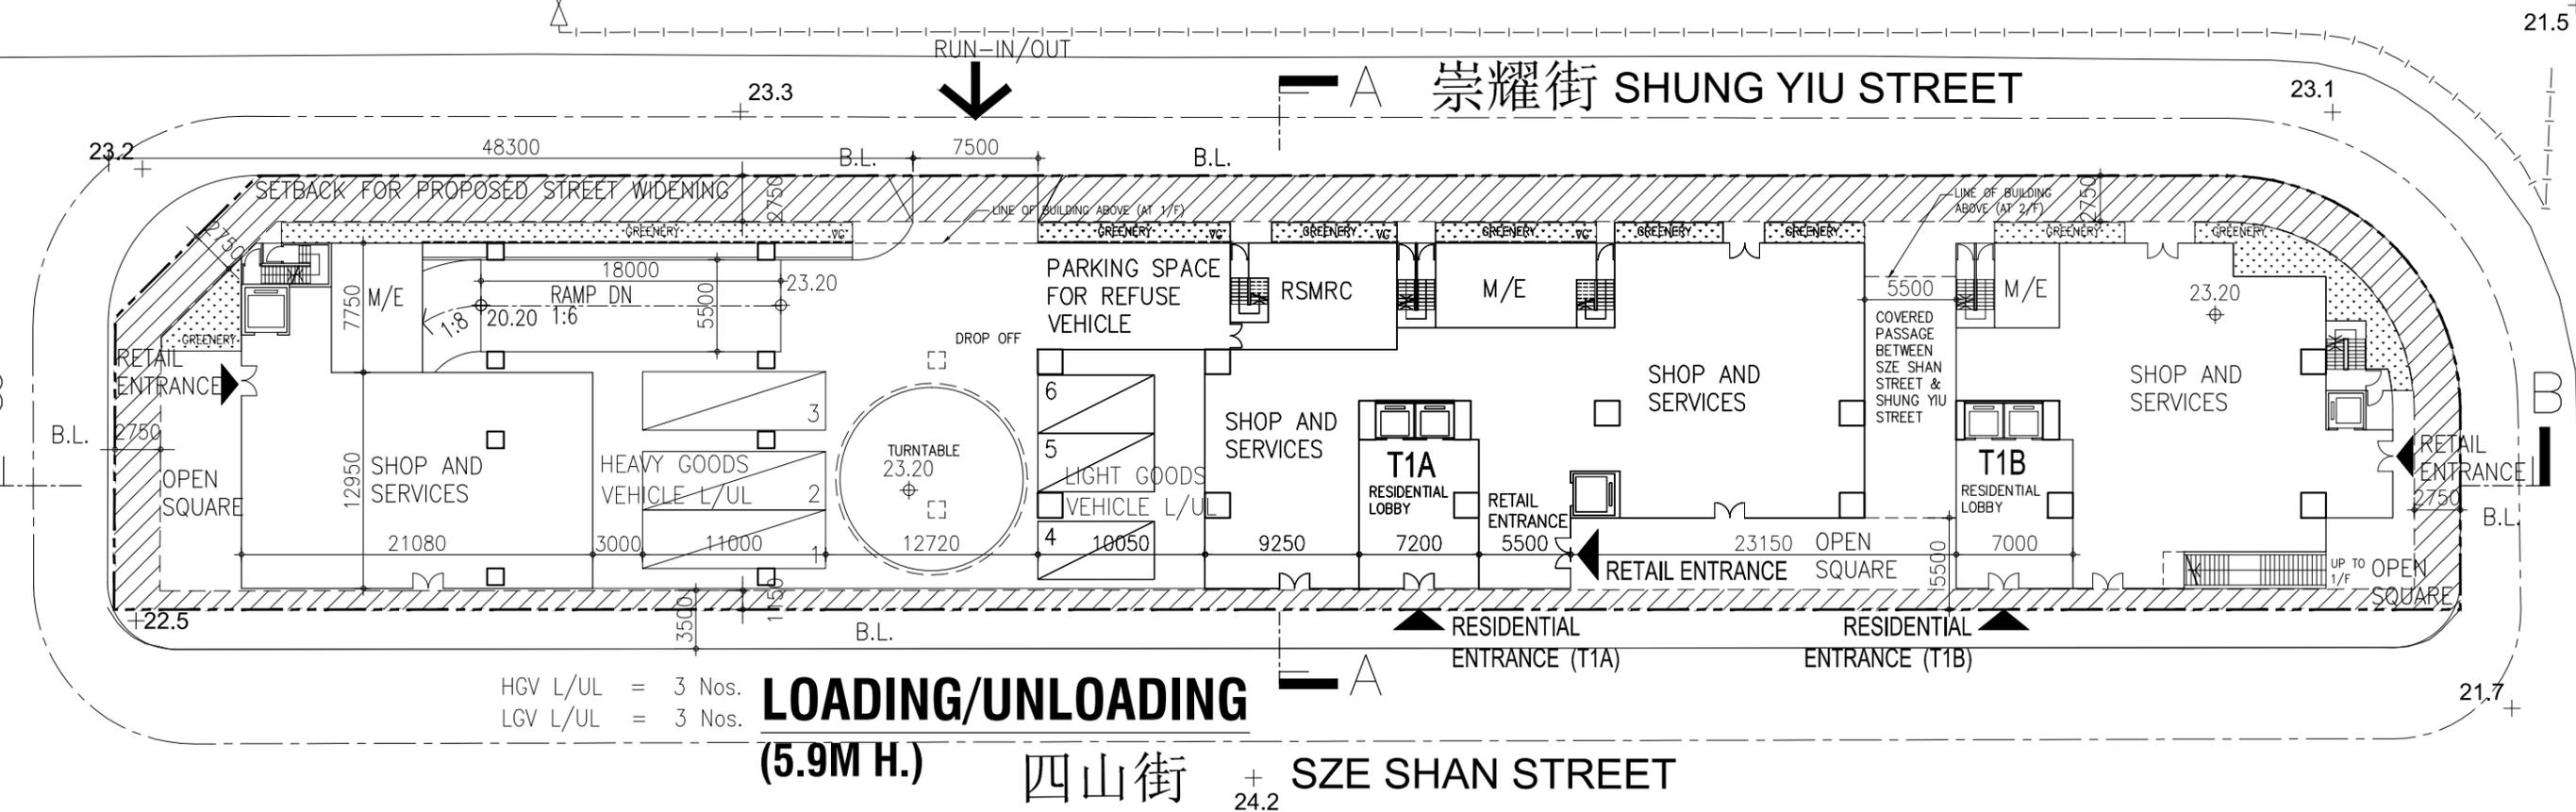 21.5
RUN-IN/OUT
A
崇耀街 SHUNG YIU STREET
23.3
23.1
23.2
48300
7500
B.L.
B.L.
SETBACK FOR PROPOSED STREET WIDENING
2750
LINE OF BUILDING ABOVE (AT 1/F)
LINE OF BUILDING
ABOVE (AT 2/F)
2750
2750
GREENERY
VG
GREENERY
VG
GREENERY
VG
GREENERY
VG
GREENERY
GREENERY
GREENERY
GREENERY
7750
M/E
18000
RAMP DN
1:6
1:8
20.20
5500
23.20
DROP OFF
PARKING SPACE
FOR REFUSE
VEHICLE
RSMRC
M/E
5500
COVERED
PASSAGE
BETWEEN
SZE SHAN
STREET &
SHUNG YIU
STREET
M/E
23.20
GREENERY
RETAIL
ENTRANCE
B.L.
2750
OPEN
SQUARE
12950
SHOP AND
SERVICES
HEAVY GOODS
VEHICLE L/UL
3
2
1
TURNTABLE
23.20
6
5
4
LIGHT GOODS
VEHICLE L/UL
SHOP AND
SERVICES
T1A
RESIDENTIAL
LOBBY
RETAIL
ENTRANCE
SHOP AND
SERVICES
T1B
RESIDENTIAL
LOBBY
SHOP AND
SERVICES
B
RETAIL
ENTRANCE
2750
B.L.
21080
3000
11000
12720
10050
9250
7200
5500
23150
7000
RETAIL ENTRANCE
OPEN
SQUARE
5500
UP TO
1/F
OPEN
SQUARE
22.5
3500
1150
B.L.
RESIDENTIAL
ENTRANCE (T1A)
RESIDENTIAL
ENTRANCE (T1B)
A
HGV L/UL = 3 Nos.
LGV L/UL = 3 Nos.
LOADING/UNLOADING
(5.9M H.)
21.7
四山街
24.2
SZE SHAN STREET